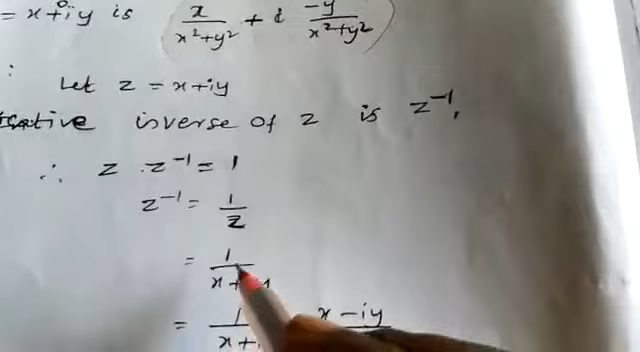 = x+iy is ( x/(x²+y²) + i -y/(x²+y²) )
:
Let z = x+iy
inverse of z is z⁻¹.
∴ z . z⁻¹ = 1
z⁻¹ = 1/z
= 1/
= 1/ x-iy